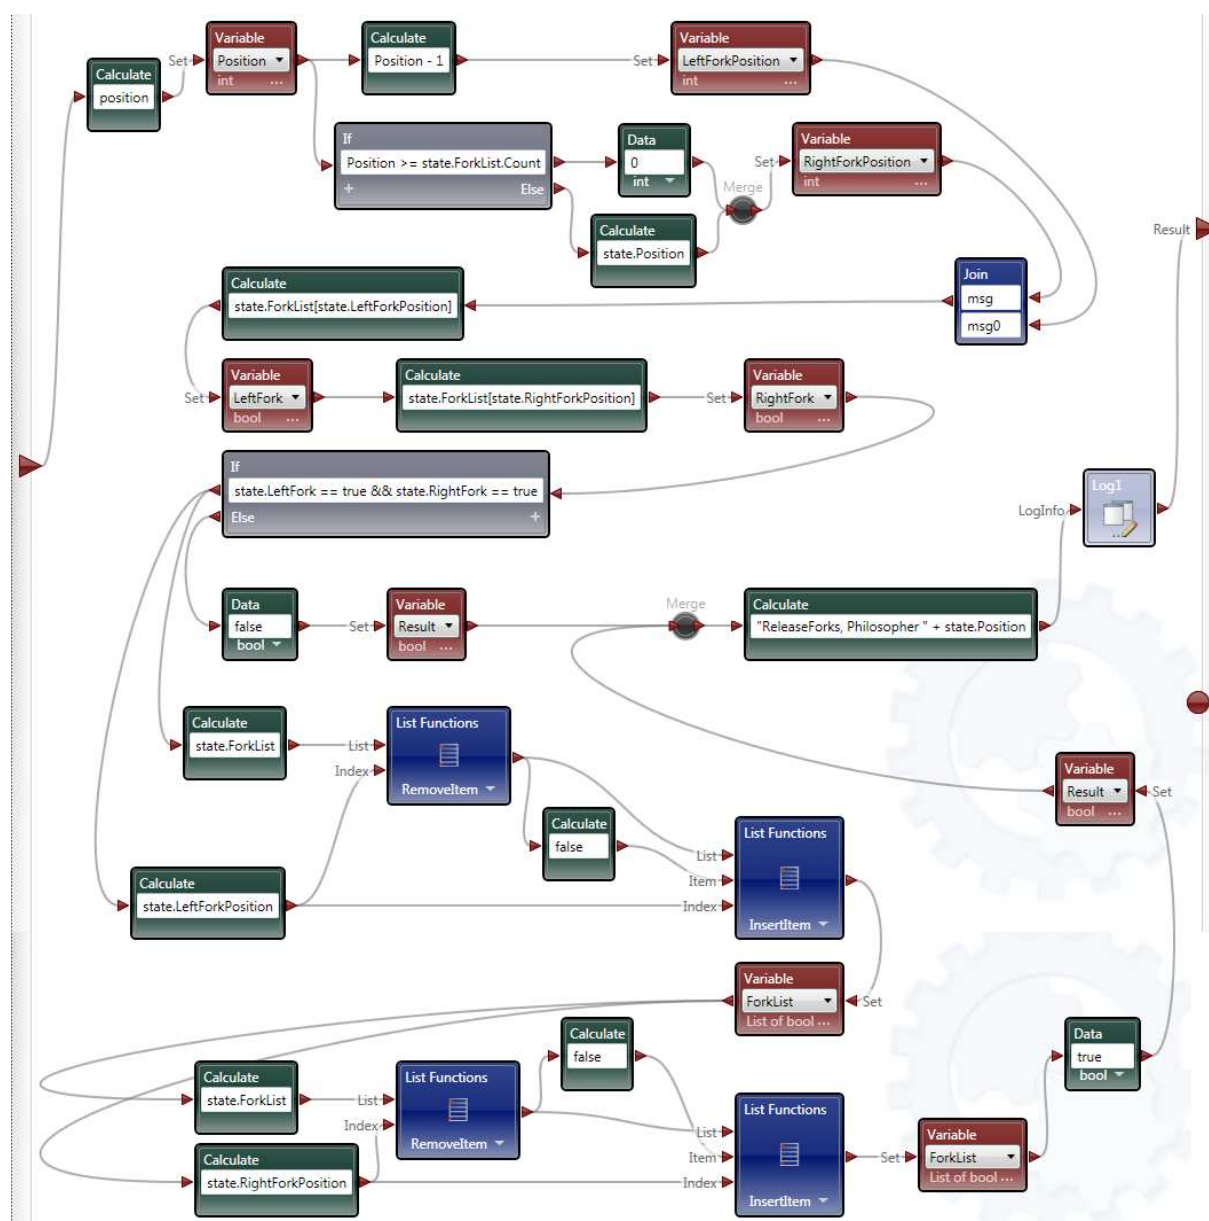 Variable
Position
int ...
Set
Calculate
position
Calculate
Position - 1
Set
Variable
LeftForkPosition
int ...
If
Position >= state.ForkList.Count
+ Else
Data
0
int
Calculate
state.Position
Merge
Set
Variable
RightForkPosition
int ...
Result
Join
msg
msg0
Calculate
state.ForkList[state.LeftForkPosition]
Set
Variable
LeftFork
bool ...
Calculate
state.ForkList[state.RightForkPosition]
Set
Variable
RightFork
bool ...
If
state.LeftFork == true && state.RightFork == true
Else +
LogInfo
Log1
Data
false
bool
Set
Variable
Result
bool ...
Merge
Calculate
"ReleaseForks, Philosopher " + state.Position
Calculate
state.ForkList
List
Index
List Functions
RemoveItem
Calculate
false
Calculate
state.LeftForkPosition
List
Item
Index
List Functions
InsertItem
Variable
Result
bool ...
Set
Variable
ForkList
List of bool ...
Set
Calculate
state.ForkList
List
Index
Calculate
state.RightForkPosition
List Functions
RemoveItem
Calculate
false
List
Item
Index
List Functions
InsertItem
Set
Variable
ForkList
List of bool ...
Data
true
bool